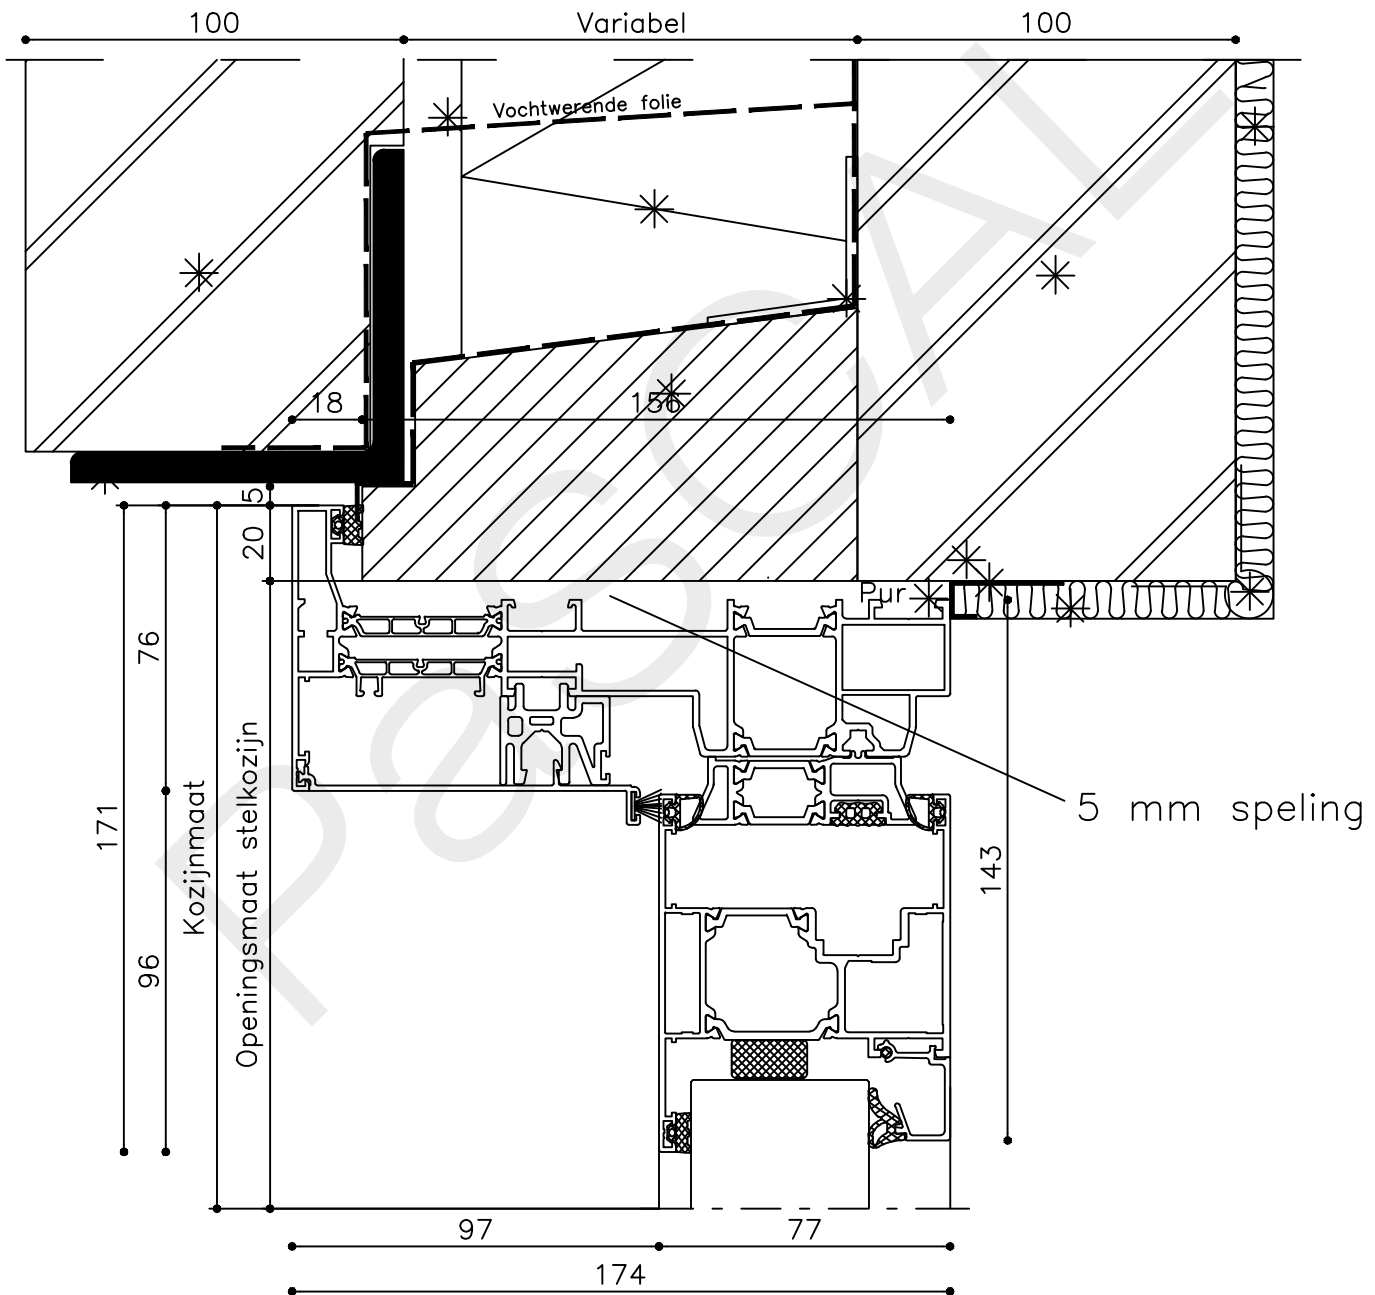 100
Variabel
100
Vochtwerende folie
18
156
5
20
Pur
76
5 mm speling
171
Kozijnmaat
Openingsmaat stelkozijn
143
96
97
77
174
PasCAL